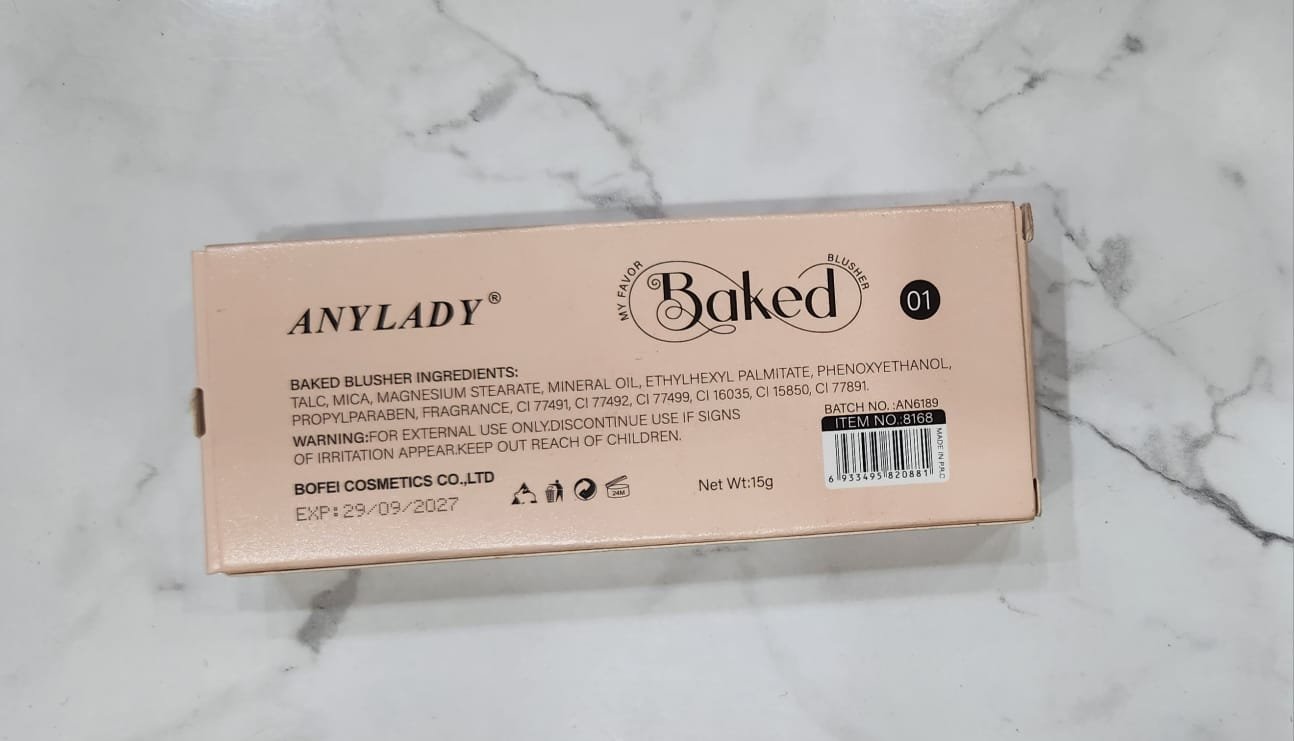 ANYLADY®
MY FAVOR
Baked
BLUSHER
01
BAKED BLUSHER INGREDIENTS:
TALC, MICA, MAGNESIUM STEARATE, MINERAL OIL, ETHYLHEXYL PALMITATE, PHENOXYETHANOL,
PROPYLPARABEN, FRAGRANCE, CI 77491, CI 77492, CI 77499, CI 16035, CI 15850, CI 77891.
WARNING:FOR EXTERNAL USE ONLY.DISCONTINUE USE IF SIGNS
OF IRRITATION APPEAR.KEEP OUT REACH OF CHILDREN.
BOFEI COSMETICS CO.,LTD
EXP:29/09/2027
24M
Net Wt:15g
BATCH NO.:AN6189
ITEM NO.:8168
6 933495 820881
MADE IN P.R.C